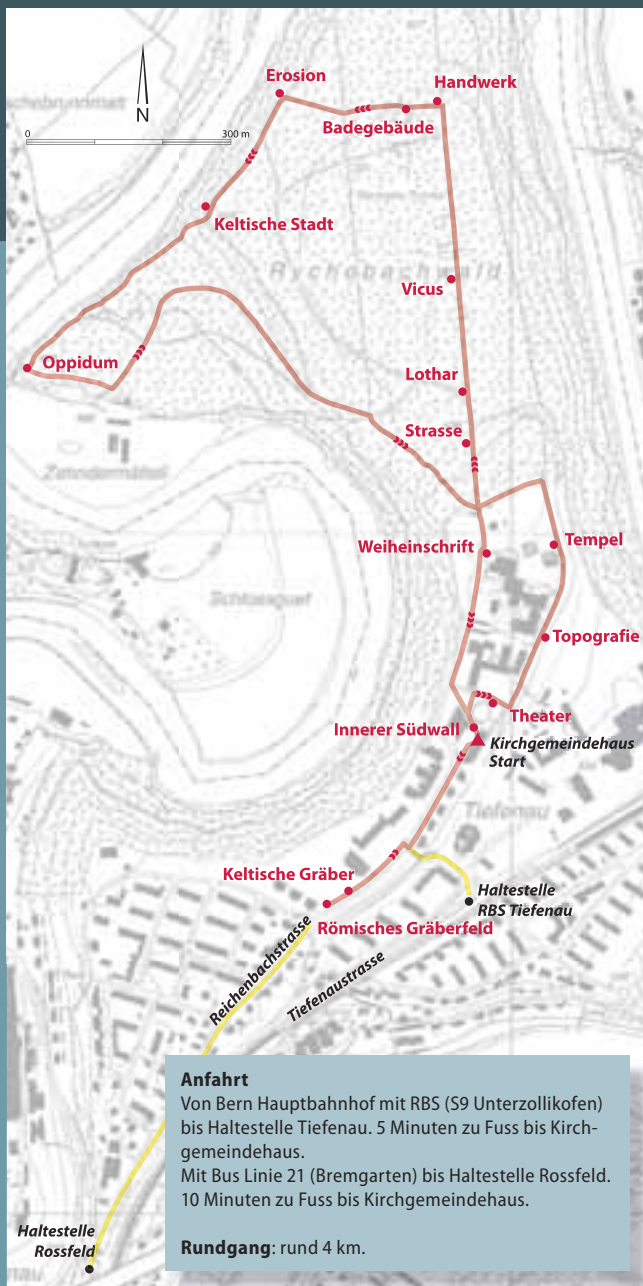 Erosion
Handwerk
N
0
300 m
Badegebäude
Keltische Stadt
Rychebachwald
Vicus
Oppidum
Lothar
Strasse
Zehndermätteli
Weiheinschrift
Tempel
Schlossguet
Topografie
Theater
Innerer Südwall
Kirchgemeindehaus
Start
Tiefenau
Keltische Gräber
Haltestelle
RBS Tiefenau
Römisches Gräberfeld
Reichenbachstrasse
Tiefenaustrasse
Anfahrt
Von Bern Hauptbahnhof mit RBS (S9 Unterzollikofen)
bis Haltestelle Tiefenau. 5 Minuten zu Fuss bis Kirch-
gemeindehaus.
Mit Bus Linie 21 (Bremgarten) bis Haltestelle Rossfeld.
10 Minuten zu Fuss bis Kirchgemeindehaus.
Haltestelle
Rossfeld
Rundgang: rund 4 km.